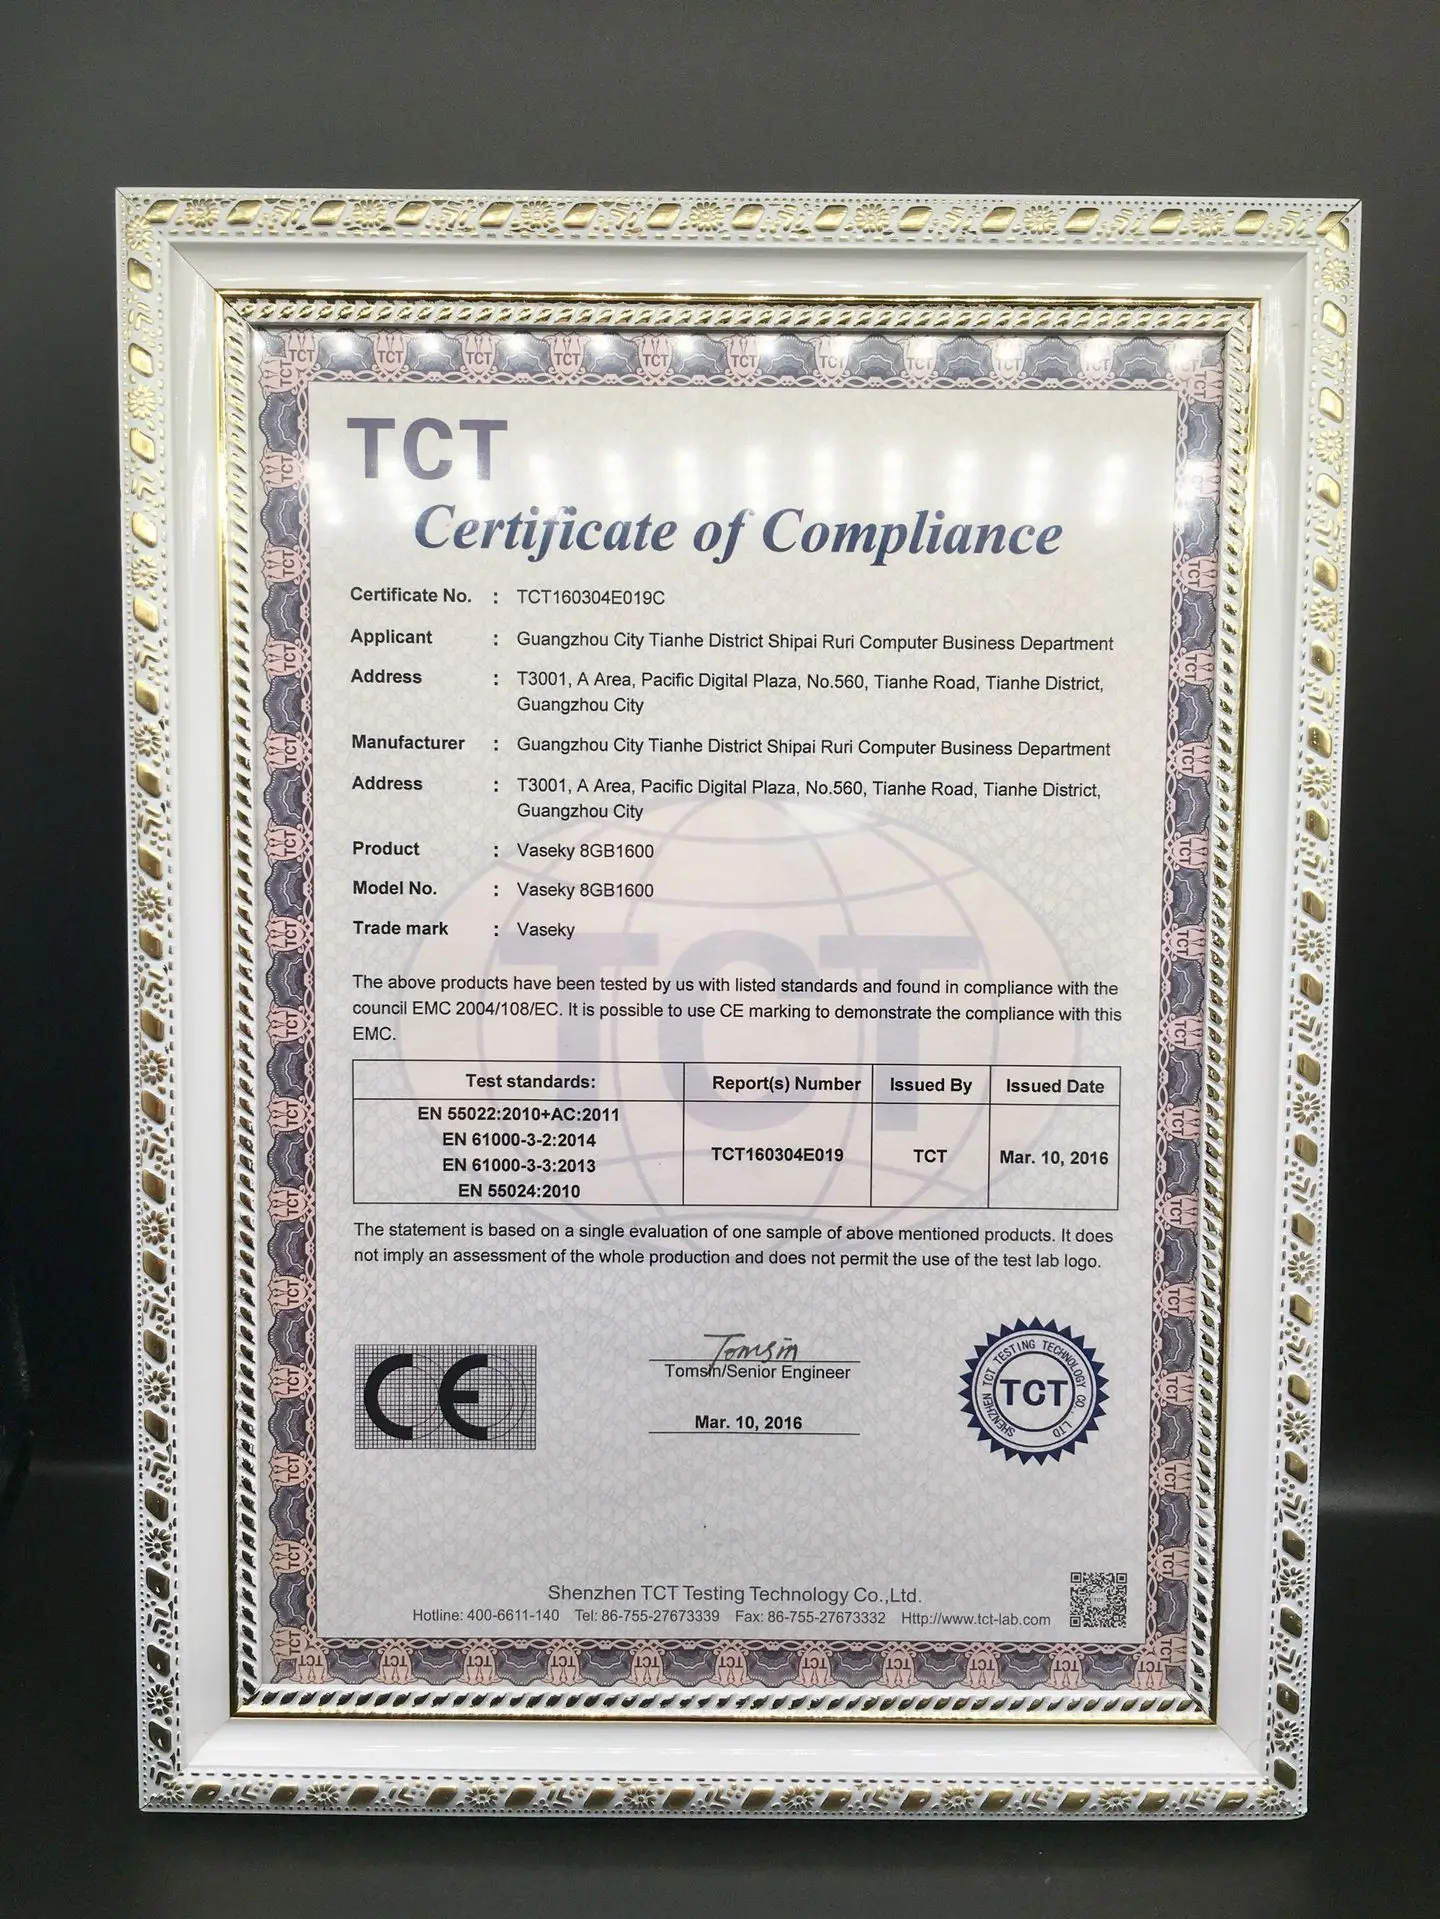 TCT
Certificate of Compliance
Certificate No. : TCT160304E019C
Applicant : Guangzhou City Tianhe District Shipai Ruri Computer Business Department
Address : T3001, A Area, Pacific Digital Plaza, No.560, Tianhe Road, Tianhe District,
Guangzhou City
Manufacturer : Guangzhou City Tianhe District Shipai Ruri Computer Business Department
Address : T3001, A Area, Pacific Digital Plaza, No.560, Tianhe Road, Tianhe District,
Guangzhou City
Product : Vaseky 8GB1600
Model No. : Vaseky 8GB1600
Trade mark : Vaseky
The above products have been tested by us with listed standards and found in compliance with the
council EMC 2004/108/EC. It is possible to use CE marking to demonstrate the compliance with this
EMC.
Test standards: Report(s) Number Issued By Issued Date
EN 55022:2010+AC:2011
EN 61000-3-2:2014
EN 61000-3-3:2013
EN 55024:2010
TCT160304E019 TCT Mar. 10, 2016
The statement is based on a single evaluation of one sample of above mentioned products. It does
not imply an assessment of the whole production and does not permit the use of the test lab logo.
CE
Tomsin
Tomsin/Senior Engineer
Mar. 10, 2016
SHENZHEN TCT TESTING TECHNOLOGY CO., LTD
TCT
Shenzhen TCT Testing Technology Co.,Ltd.
Hotline: 400-6611-140 Tel: 86-755-27673339 Fax: 86-755-27673332 Http://www.tct-lab.com